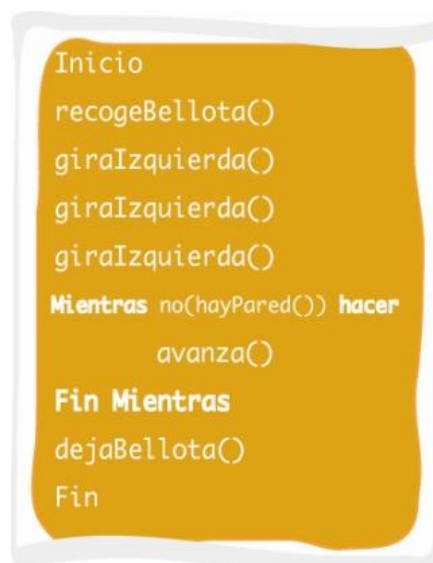 Inicio
recogeBellota()
giraIzquierda()
giraIzquierda()
giraIzquierda()
Mientras no(hayPared()) hacer
avanza()
Fin Mientras
dejaBellota()
Fin